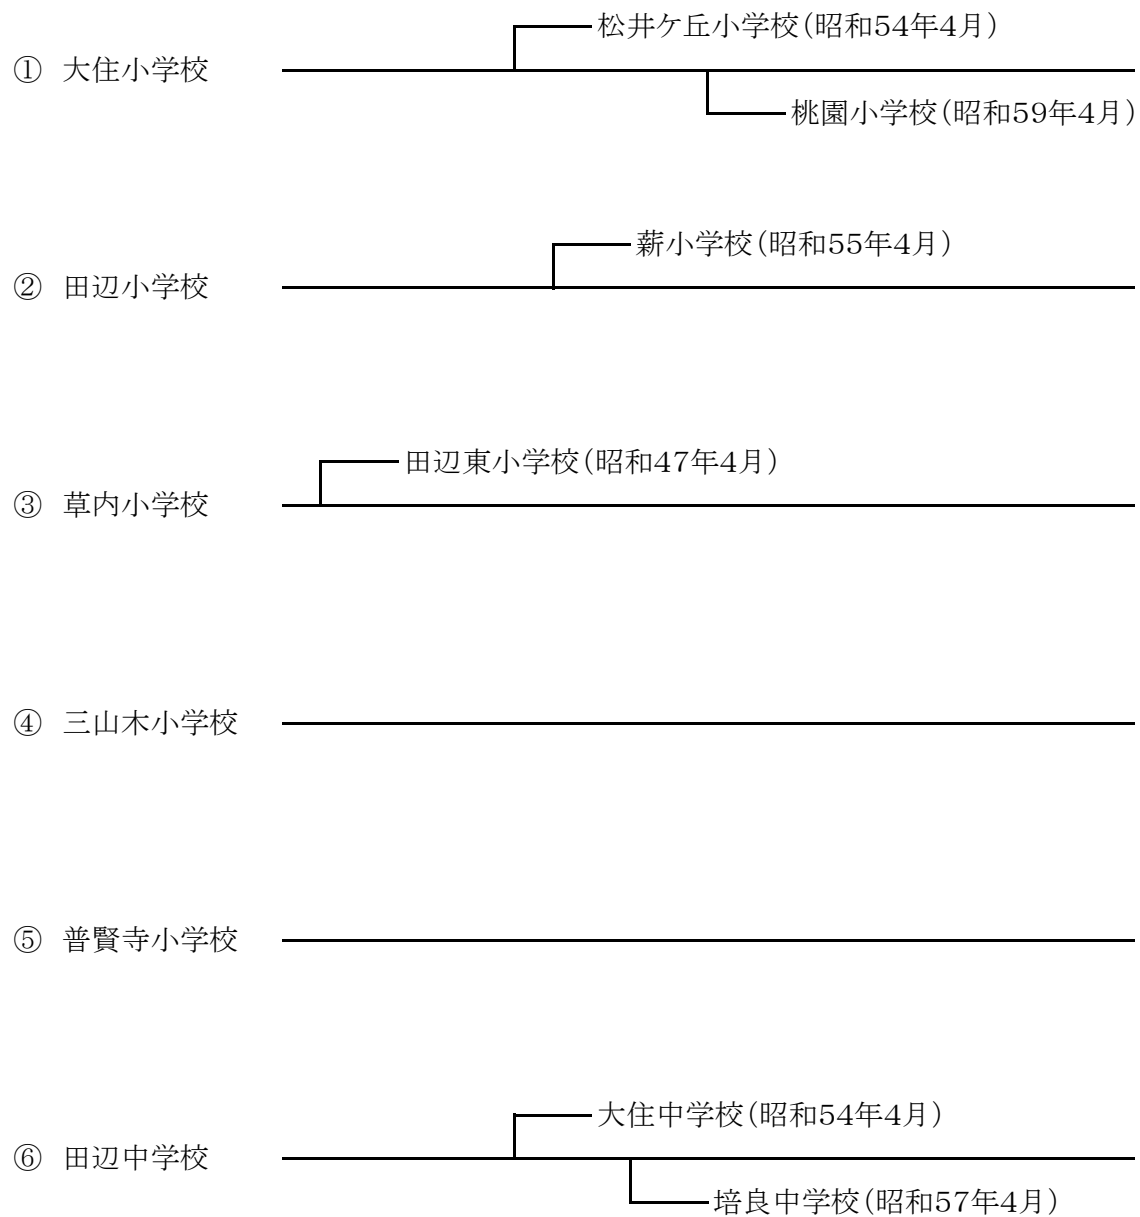 松井ケ丘小学校(昭和54年4月)
① 大住小学校
桃園小学校(昭和59年4月)
薪小学校(昭和55年4月)
② 田辺小学校
田辺東小学校(昭和47年4月)
③ 草内小学校
④ 三山木小学校
⑤ 普賢寺小学校
大住中学校(昭和54年4月)
⑥ 田辺中学校
培良中学校(昭和57年4月)